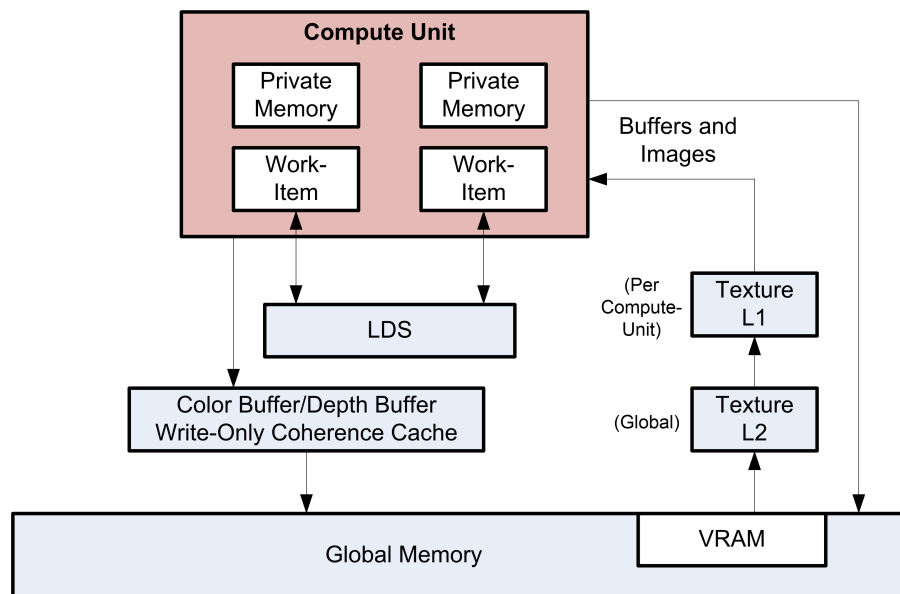 Compute Unit
Private
Memory
Private
Memory
Work-
Item
Work-
Item
Buffers and
Images
LDS
(Per
Compute-
Unit)
Texture
L1
Color Buffer/Depth Buffer
Write-Only Coherence Cache
(Global)
Texture
L2
Global Memory
VRAM